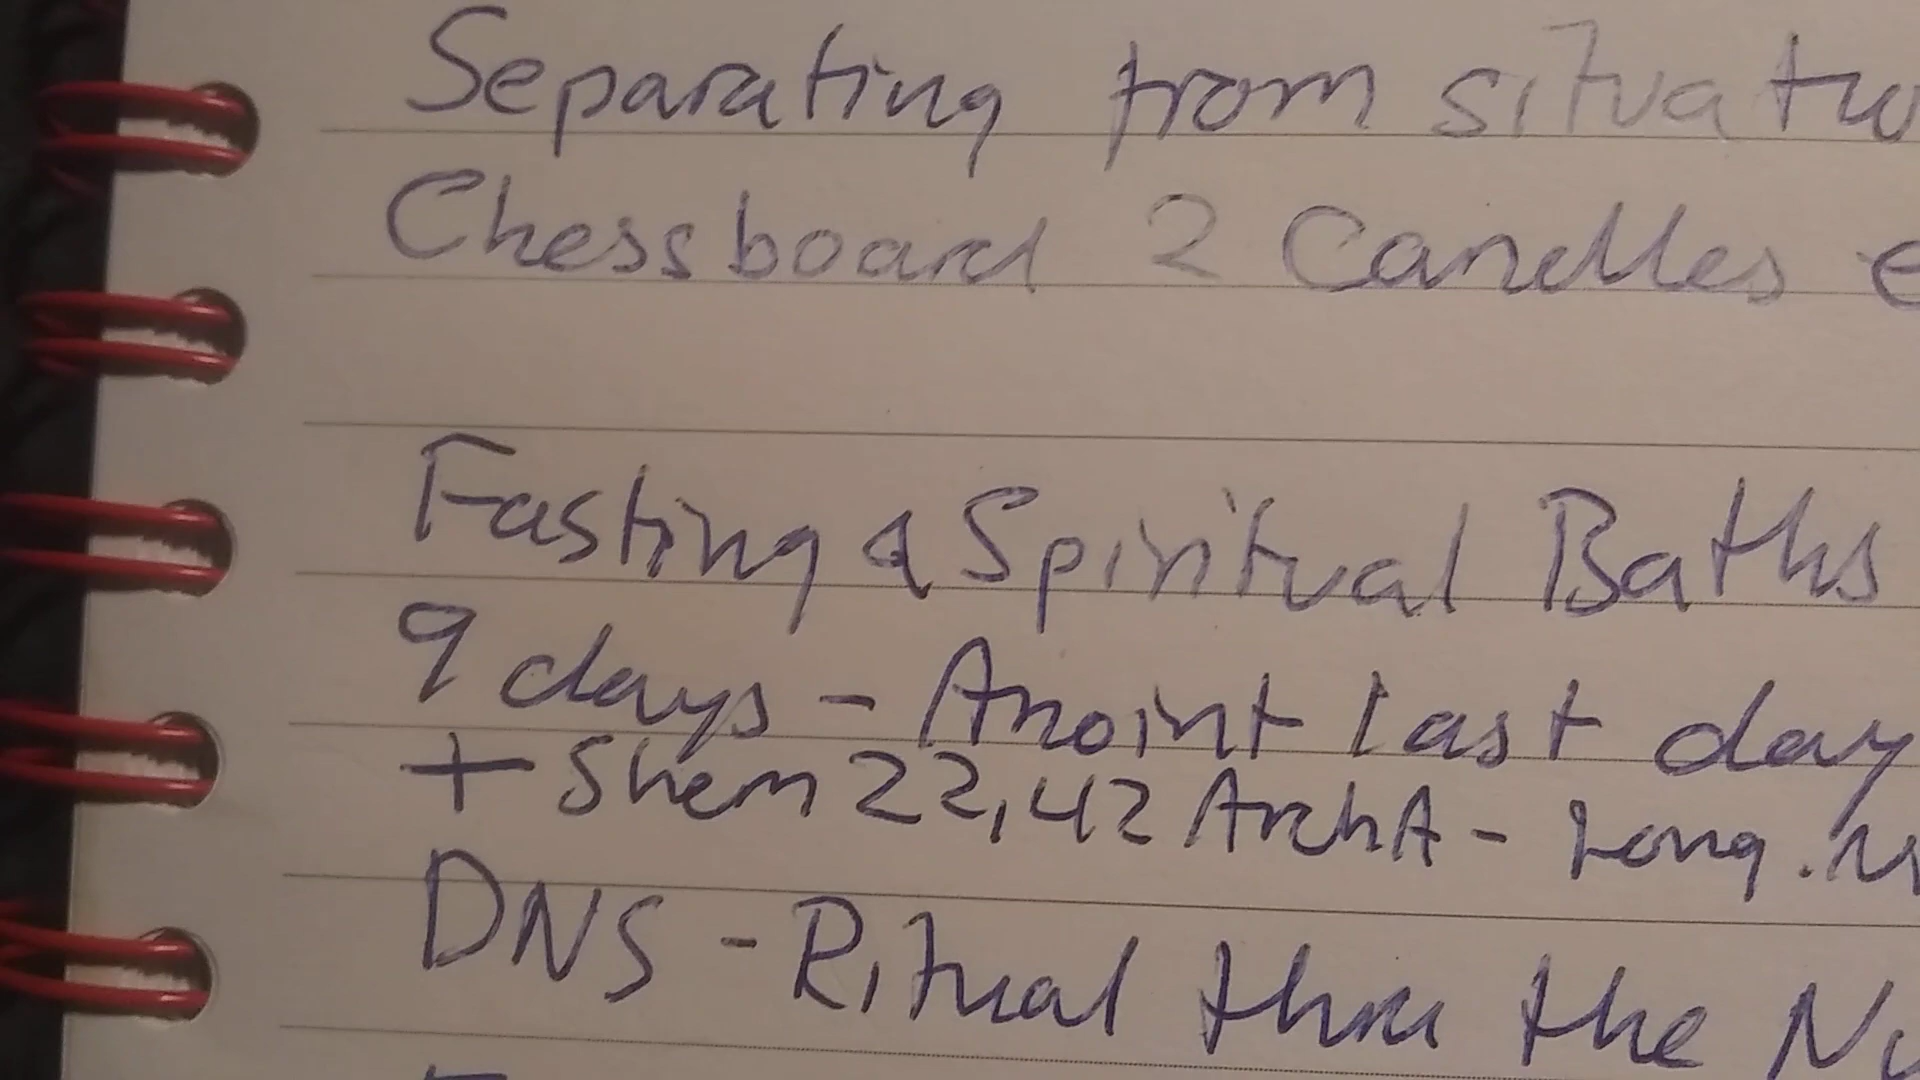 Separating from situatio
Chessboard 2 Candles e
Fasting & Spiritual Baths
9 days - Anoint last day
+ Shem 22, 42 ArchA - Long.
DNS - Ritual thru the Nu